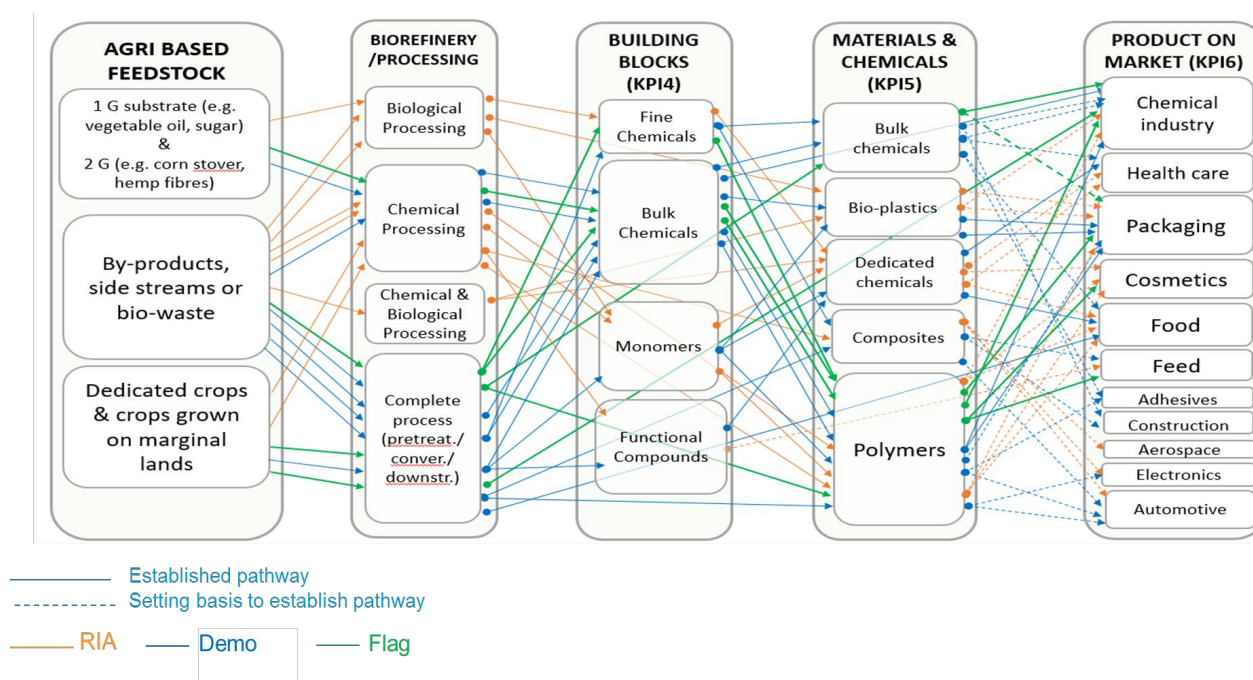 AGRI BASED
FEEDSTOCK
1 G substrate (e.g.
vegetable oil, sugar)
&
2 G (e.g. corn stover,
hemp fibres)
By-products,
side streams or
bio-waste
Dedicated crops
& crops grown
on marginal
lands
BIOREFINERY
/PROCESSING
Biological
Processing
Chemical
Processing
Chemical &
Biological
Processing
Complete
process
(pretreat./
conver./
downstr.)
BUILDING
BLOCKS
(KPI4)
Fine
Chemicals
Bulk
Chemicals
Monomers
Functional
Compounds
MATERIALS &
CHEMICALS
(KPI5)
Bulk
chemicals
Bio-plastics
Dedicated
chemicals
Composites
Polymers
PRODUCT ON
MARKET (KPI6)
Chemical
industry
Health care
Packaging
Cosmetics
Food
Feed
Adhesives
Construction
Aerospace
Electronics
Automotive
Established pathway
Setting basis to establish pathway
RIA
Demo
Flag